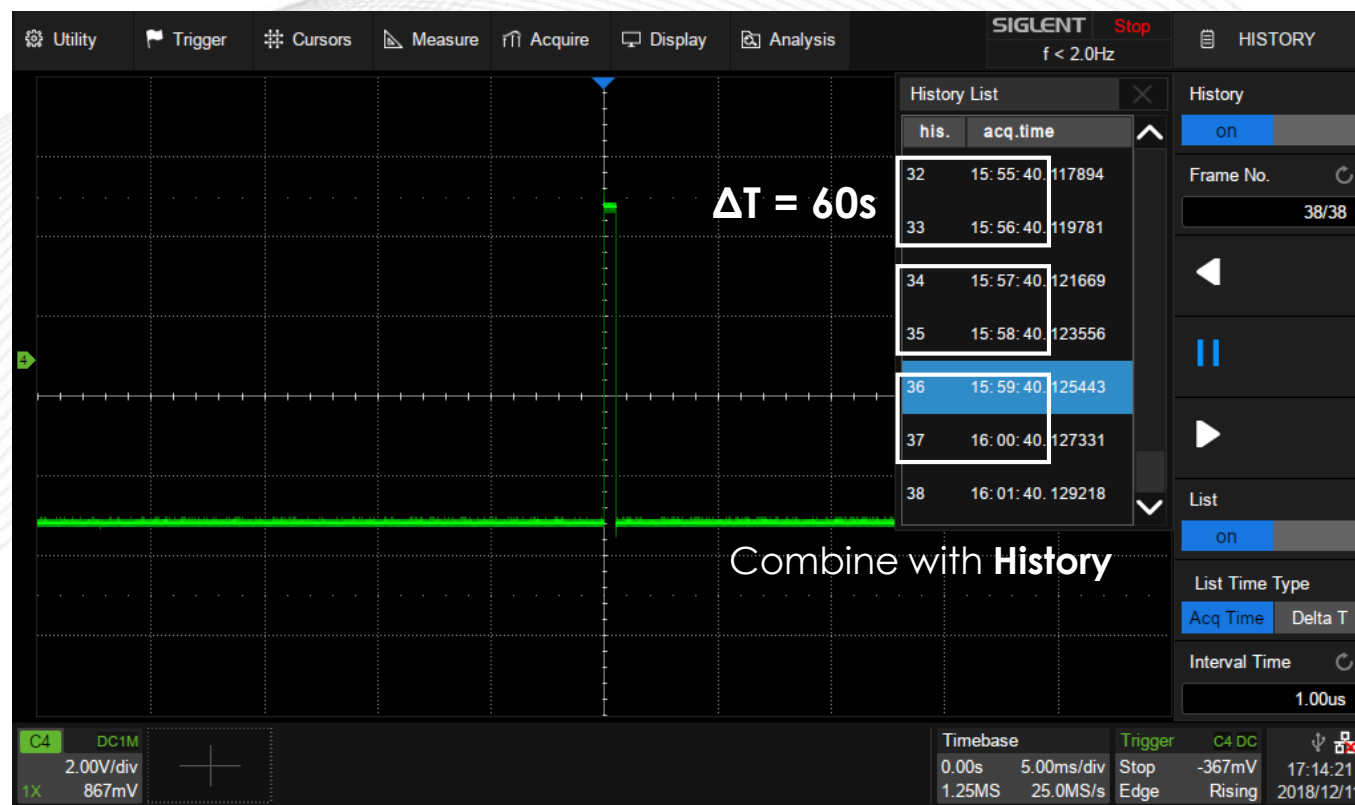 Utility Trigger Cursors Measure Acquire Display Analysis
SIGLENT Stop
f < 2.0Hz
HISTORY
History List
his. acq.time
32 15:55:40.117894
33 15:56:40.119781
34 15:57:40.121669
35 15:58:40.123556
36 15:59:40.125443
37 16:00:40.127331
38 16:01:40.129218
ΔT = 60s
Combine with History
4
History
on
Frame No.
38/38
List
on
List Time Type
Acq Time Delta T
Interval Time
1.00us
C4 DC1M
2.00V/div
1X 867mV
Timebase
0.00s 5.00ms/div
1.25MS 25.0MS/s
Trigger C4 DC
Stop -367mV
Edge Rising
17:14:21
2018/12/1